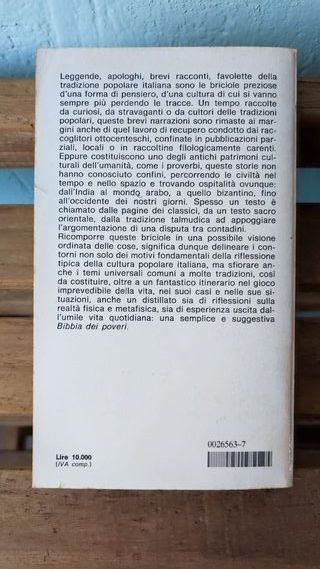 Leggende, apologhi, brevi racconti, favolette della
tradizione popolare italiana sono le briciole preziose
d'una forma di pensiero, d'una cultura di cui si vanno
sempre più perdendo le tracce. Un tempo raccolte
da curiosi, da stravaganti o da cultori delle tradizioni
popolari, queste brevi narrazioni sono rimaste ai mar-
gini anche di quel lavoro di recupero condotto dai rac-
coglitori ottocenteschi, confinate in pubblicazioni par-
ziali, locali o in raccoltine filologicamente carenti.
Eppure costituiscono uno degli antichi patrimoni cul-
turali dell'umanità, come i proverbi, queste storie non
hanno conosciuto confini, percorrendo le civiltà nel
tempo e nello spazio e trovando ospitalità ovunque:
dall'India al mondo arabo, a quello bizantino, fino
all'occidente dei nostri giorni. Spesso un testo è
chiamato dalle pagine dei classici, da un testo sacro
orientale, dalla tradizione talmudica ad appoggiare
l'argomentazione di una disputa tra contadini.
Ricomporre queste briciole in una possibile visione
ordinata delle cose, significa dunque delineare i con-
torni non solo dei motivi fondamentali della riflessione
tipica della cultura popolare italiana, ma sfiorare an-
che i temi universali comuni a molte tradizioni, così
da costituire, oltre a un fantastico itinerario nel gioco
imprevedibile della vita, nei suoi casi e nelle sue si-
tuazioni, anche un distillato sia di riflessioni sulla
realtà fisica e metafisica, sia di esperienza uscita dal-
l'umile vita quotidiana: una semplice e suggestiva
Bibbia dei poveri.
0026563-7
Lire 10.000
(IVA comp.)